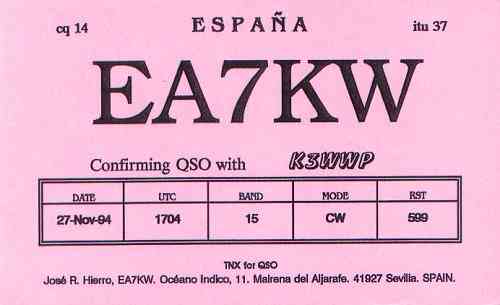 cq 14 ESPAÑA itu 37
EA7KW
Confirming QSO with K3WWP
DATE UTC BAND MODE RST
27-Nov-94 1704 15 CW 599
TNX for QSO
José R. Hierro, EA7KW. Océano Indico, 11. Mairena del Aljarafe. 41927 Sevilla. SPAIN.